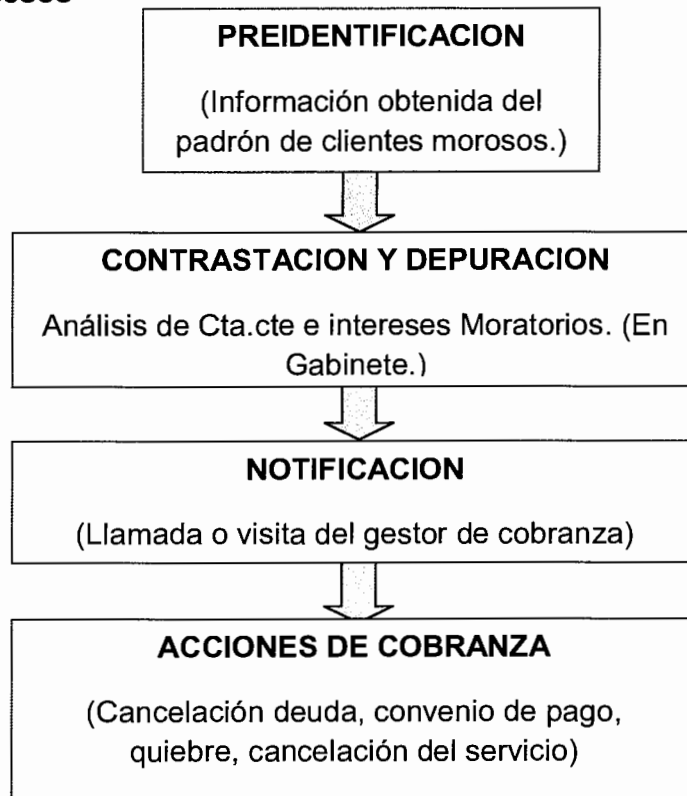 PREIDENTIFICACION
(Información obtenida del
padrón de clientes morosos.)
CONTRASTACION Y DEPURACION
Análisis de Cta.cte e intereses Moratorios. (En
Gabinete.)
NOTIFICACION
(Llamada o visita del gestor de cobranza)
ACCIONES DE COBRANZA
(Cancelación deuda, convenio de pago,
quiebre, cancelación del servicio)